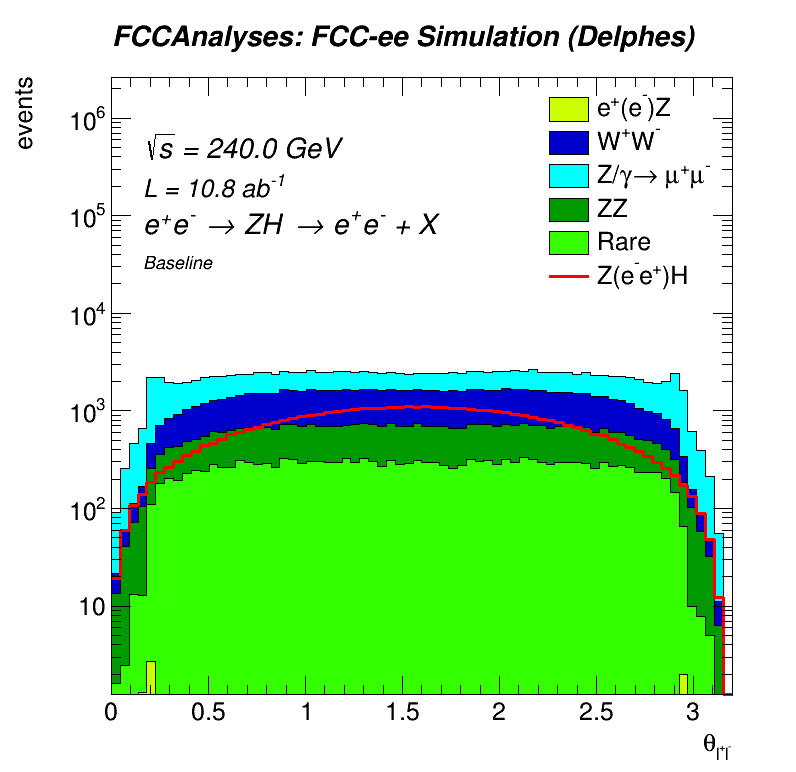 FCCAnalyses: FCC-ee Simulation (Delphes)
events
√s = 240.0 GeV
L = 10.8 ab⁻¹
e⁺e⁻ → ZH → e⁺e⁻ + X
Baseline
e⁺(e⁻)Z
W⁺W⁻
Z/γ→ μ⁺μ⁻
ZZ
Rare
Z(e⁻e⁺)H
10⁶
10⁵
10⁴
10³
10²
10
0 0.5 1 1.5 2 2.5 3
θ_l⁺l⁻